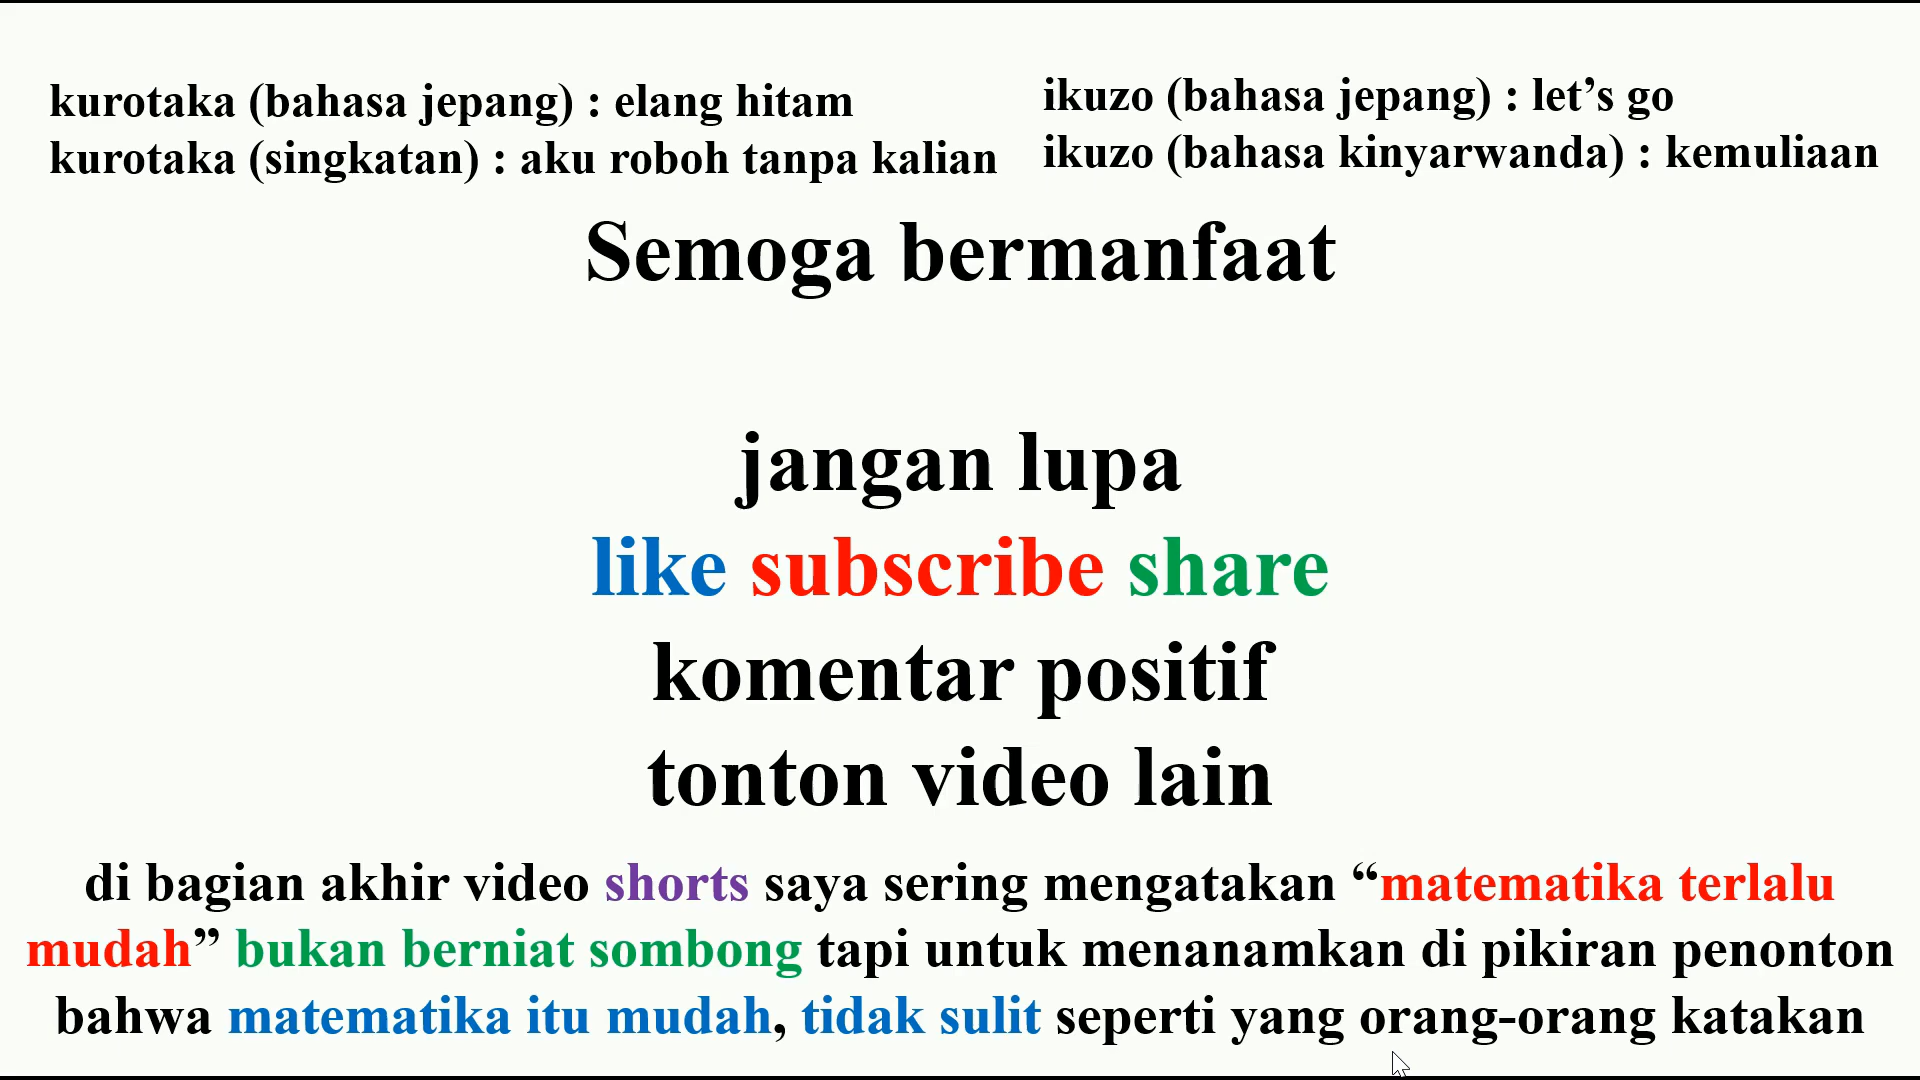 kurotaka (bahasa jepang) : elang hitam
kurotaka (singkatan) : aku roboh tanpa kalian
ikuzo (bahasa jepang) : let’s go
ikuzo (bahasa kinyarwanda) : kemuliaan
Semoga bermanfaat
jangan lupa
like subscribe share
komentar positif
tonton video lain
di bagian akhir video shorts saya sering mengatakan “matematika terlalu
mudah” bukan berniat sombong tapi untuk menanamkan di pikiran penonton
bahwa matematika itu mudah, tidak sulit seperti yang orang-orang katakan